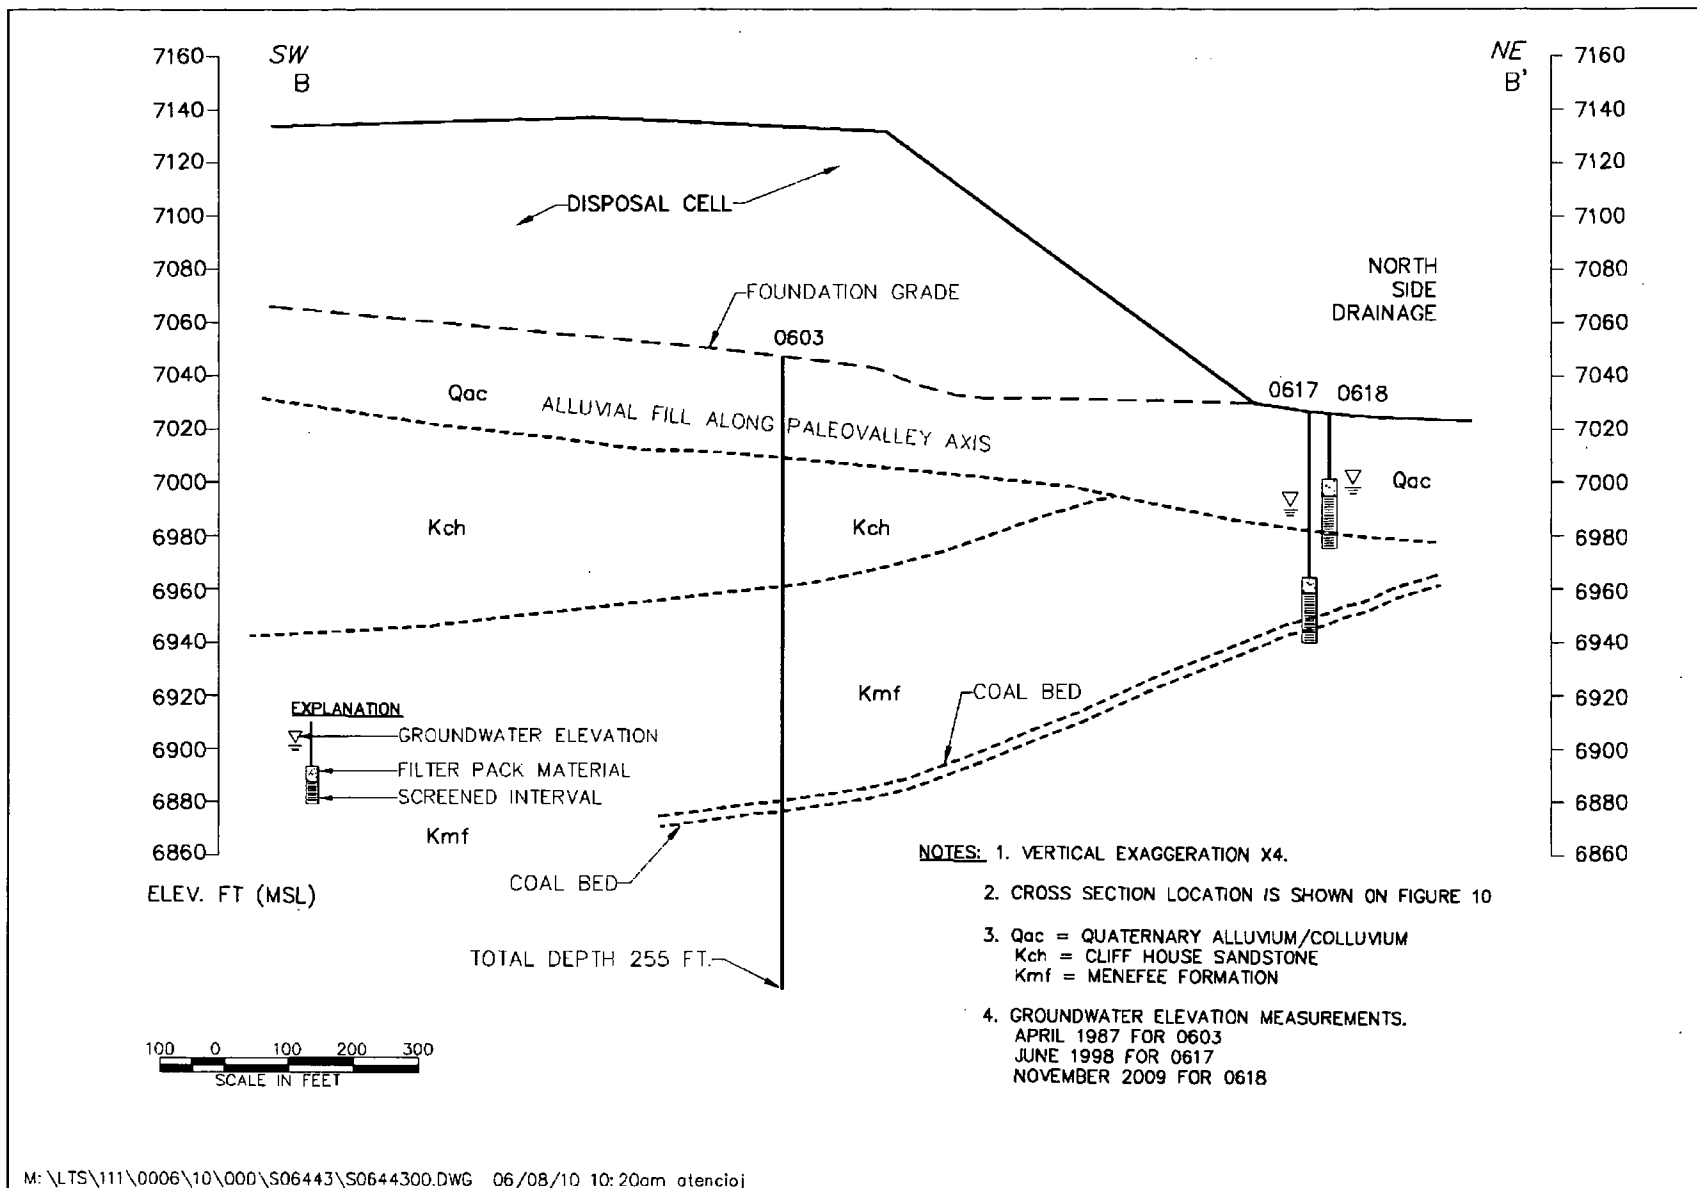 SW
B
NE
B'
7160
7140
7120
7100
7080
7060
7040
7020
7000
6980
6960
6940
6920
6900
6880
6860
ELEV. FT (MSL)
7160
7140
7120
7100
7080
7060
7040
7020
7000
6980
6960
6940
6920
6900
6880
6860
DISPOSAL CELL
FOUNDATION GRADE
NORTH
SIDE
DRAINAGE
0603
0617
0618
Qac
ALLUVIAL FILL ALONG PALEOVALLEY AXIS
Qac
Kch
Kch
Kmf
COAL BED
EXPLANATION
GROUNDWATER ELEVATION
FILTER PACK MATERIAL
SCREENED INTERVAL
Kmf
COAL BED
TOTAL DEPTH 255 FT.
NOTES: 1. VERTICAL EXAGGERATION X4.
2. CROSS SECTION LOCATION IS SHOWN ON FIGURE 10
3. Qac = QUATERNARY ALLUVIUM/COLLUVIUM
Kch = CLIFF HOUSE SANDSTONE
Kmf = MENEFEE FORMATION
4. GROUNDWATER ELEVATION MEASUREMENTS.
APRIL 1987 FOR 0603
JUNE 1998 FOR 0617
NOVEMBER 2009 FOR 0618
100 0 100 200 300
SCALE IN FEET
M:\LTS\111\0006\10\000\S06443\S0644300.DWG 06/08/10 10:20am atencioj